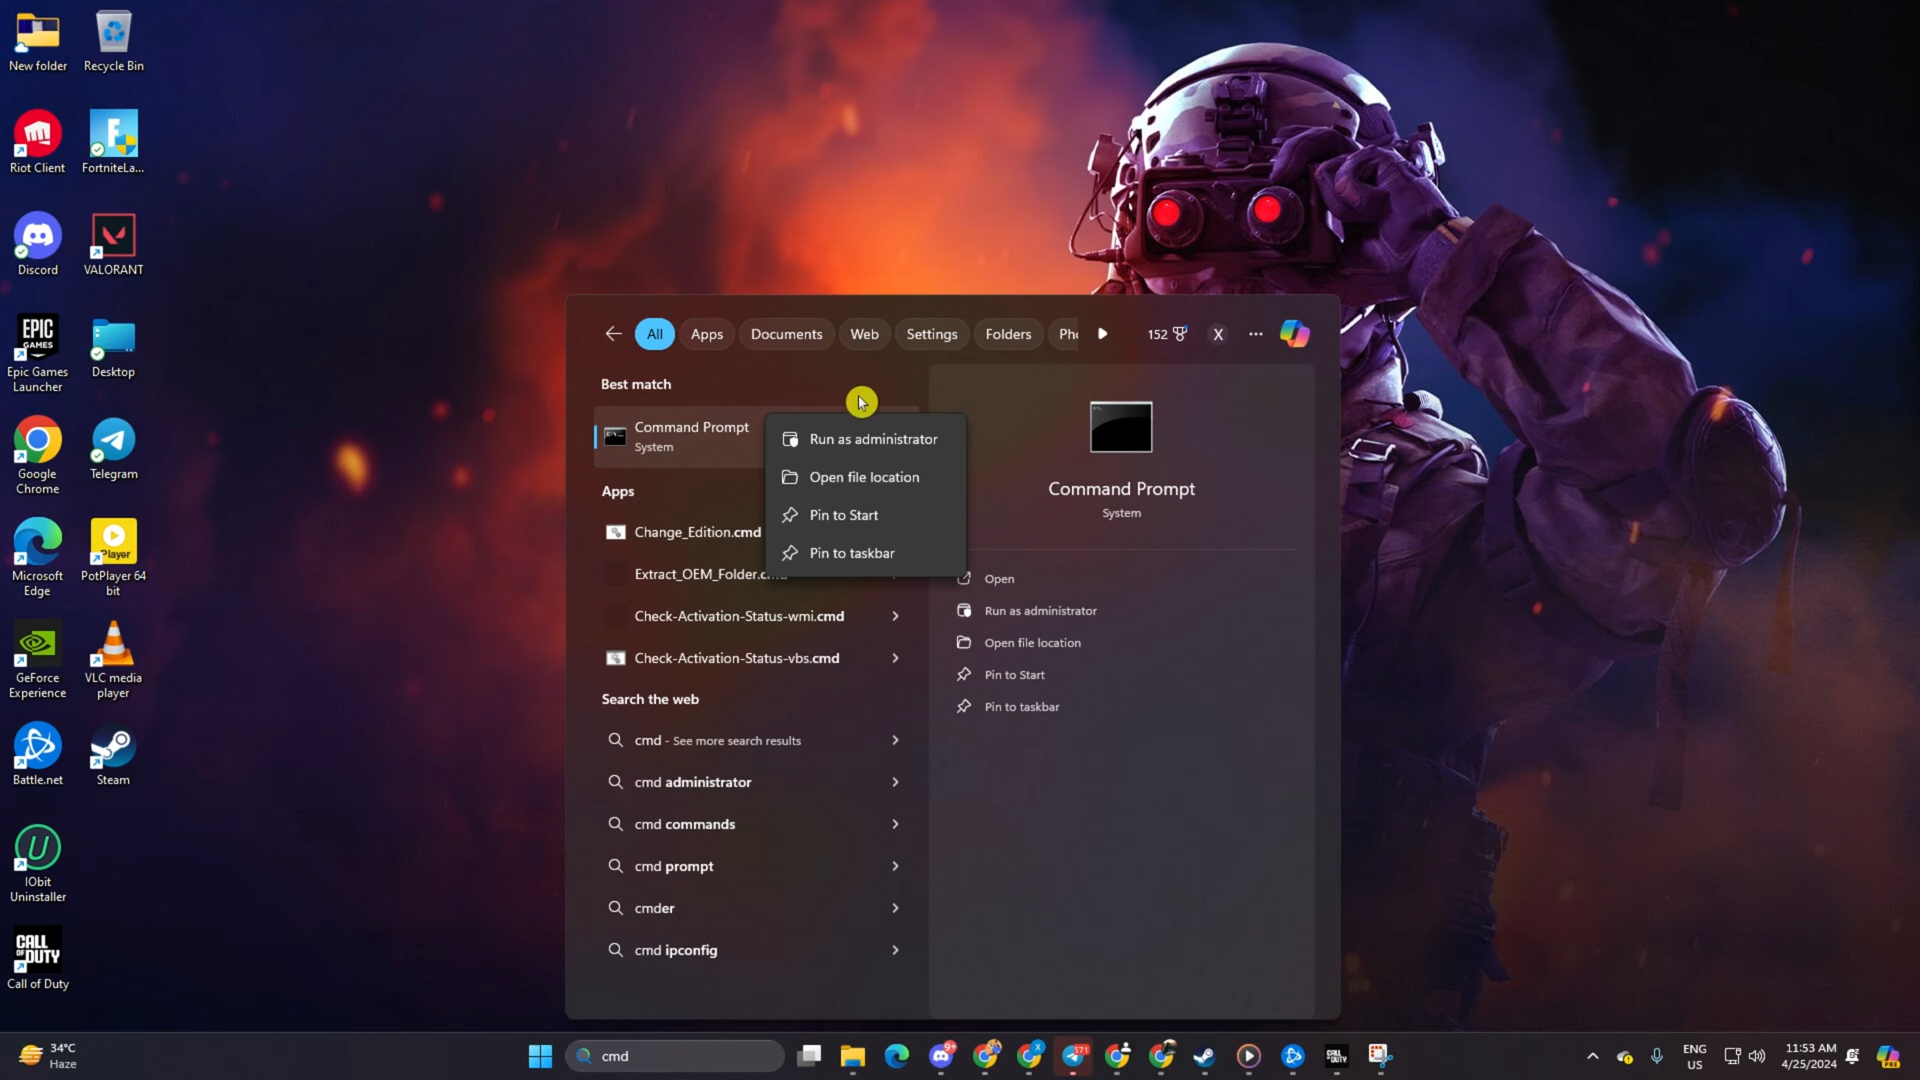 New folder
Recycle Bin
Riot Client
FortniteLa...
Discord
VALORANT
EPIC
GAMES
Epic Games
Launcher
Desktop
Google
Chrome
Telegram
Microsoft
Edge
Player
PotPlayer 64
bit
GeForce
Experience
VLC media
player
Battle.net
Steam
IObit
Uninstaller
CALL
OF DUTY
Call of Duty
All
Apps
Documents
Web
Settings
Folders
Pho
152
X
Best match
Command Prompt
System
Run as administrator
Open file location
Pin to Start
Pin to taskbar
Apps
Change_Edition.cmd
Extract_OEM_Folder.c
Check-Activation-Status-wmi.cmd
Check-Activation-Status-vbs.cmd
Search the web
cmd - See more search results
cmd administrator
cmd commands
cmd prompt
cmder
cmd ipconfig
Command Prompt
System
Open
Run as administrator
Open file location
Pin to Start
Pin to taskbar
34°C
Haze
cmd
9+
X
571
ENG
US
11:53 AM
4/25/2024
PRE